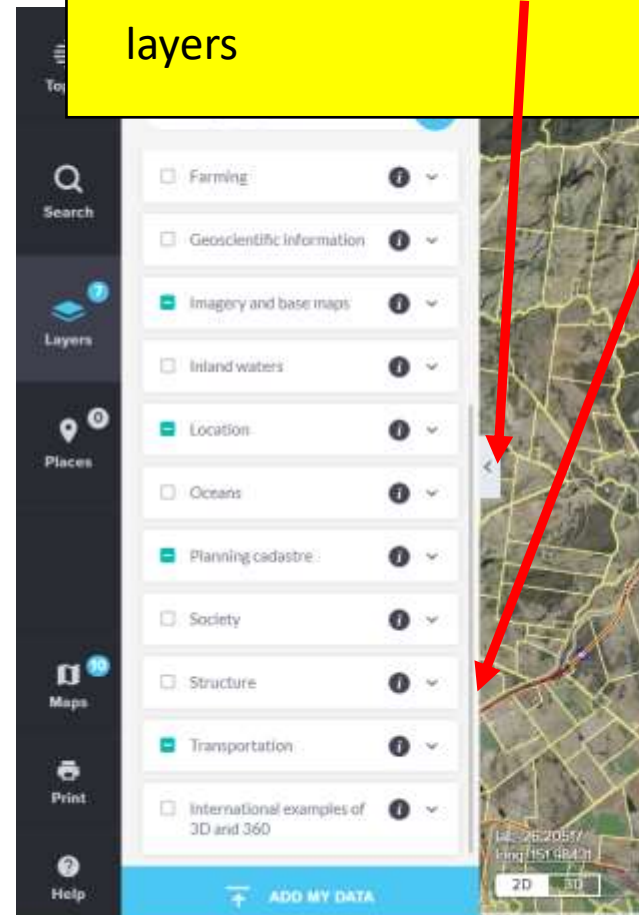 layers
Search
7
Layers
0
Places
10
Maps
Print
Help
Farming
Geoscientific information
Imagery and base maps
Inland waters
Location
Oceans
Planning cadastre
Society
Structure
Transportation
International examples of
3D and 360
ADD MY DATA
2D 3D